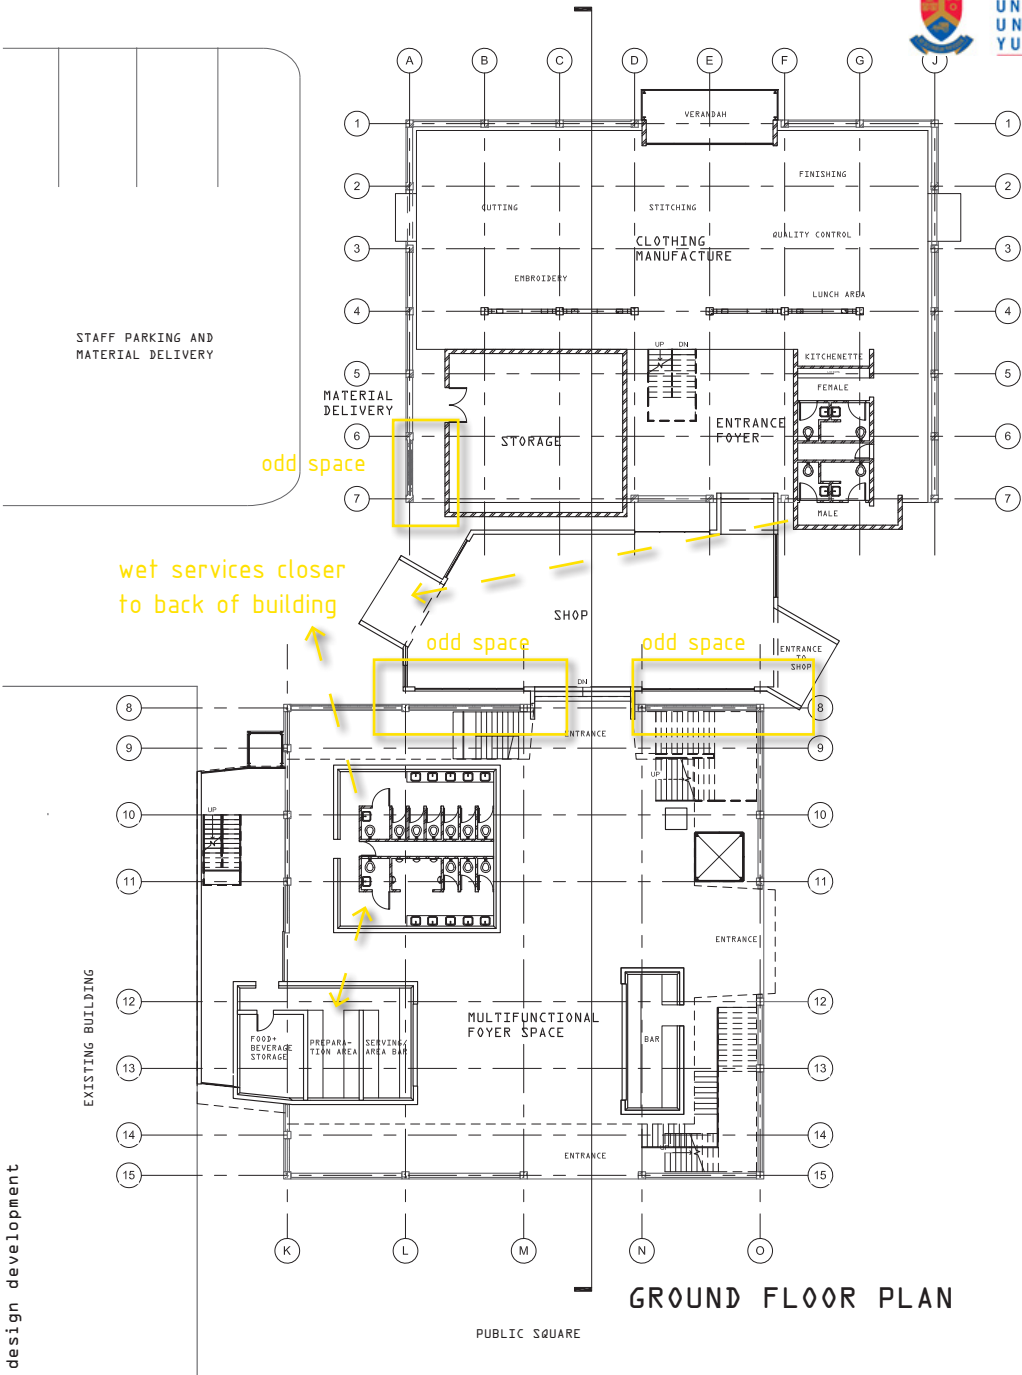 UN
UN
YU
A
B
C
D
E
F
G
J
1
VERANDAH
1
2
FINISHING
2
CUTTING
STITCHING
3
CLOTHING
MANUFACTURE
QUALITY CONTROL
3
EMBROIDERY
LUNCH AREA
4
4
STAFF PARKING AND
MATERIAL DELIVERY
UP
DN
KITCHENETTE
5
5
FEMALE
MATERIAL
DELIVERY
ENTRANCE
FOYER
6
STORAGE
6
odd space
7
7
MALE
wet services closer
to back of building
SHOP
odd space
odd space
ENTRANCE
TO
SHOP
DN
8
8
ENTRANCE
9
9
UP
UP
10
10
11
11
ENTRANCE
12
12
MULTIFUNCTIONAL
FOYER SPACE
FOOD+
BEVERAGE
STORAGE
PREPARA-
TION AREA
SERVING/
AREA BAR
BAR
13
13
EXISTING BUILDING
14
14
UP
ENTRANCE
15
15
K
L
M
N
O
design development
GROUND FLOOR PLAN
PUBLIC SQUARE